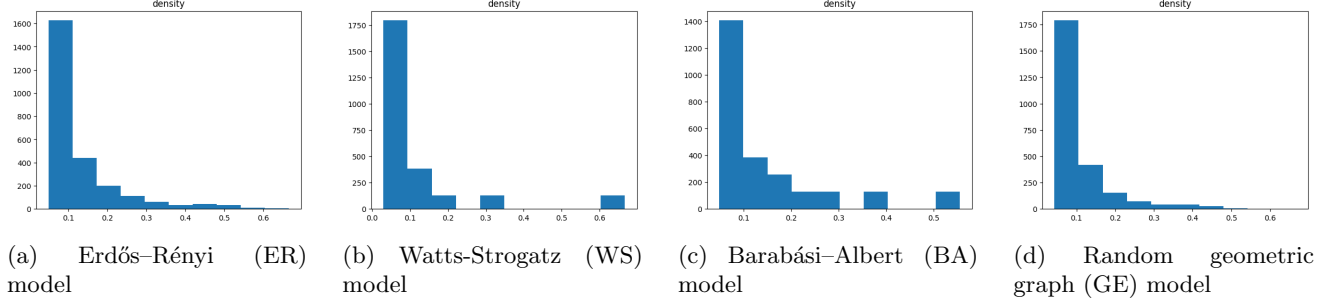 density
1600
1400
1200
1000
800
600
400
200
0
0.1 0.2 0.3 0.4 0.5 0.6
(a) Erdős–Rényi (ER)
model
density
1750
1500
1250
1000
750
500
250
0
0.0 0.1 0.2 0.3 0.4 0.5 0.6
(b) Watts-Strogatz (WS)
model
density
1400
1200
1000
800
600
400
200
0
0.1 0.2 0.3 0.4 0.5
(c) Barabási–Albert (BA)
model
density
1750
1500
1250
1000
750
500
250
0
0.1 0.2 0.3 0.4 0.5 0.6
(d) Random geometric
graph (GE) model